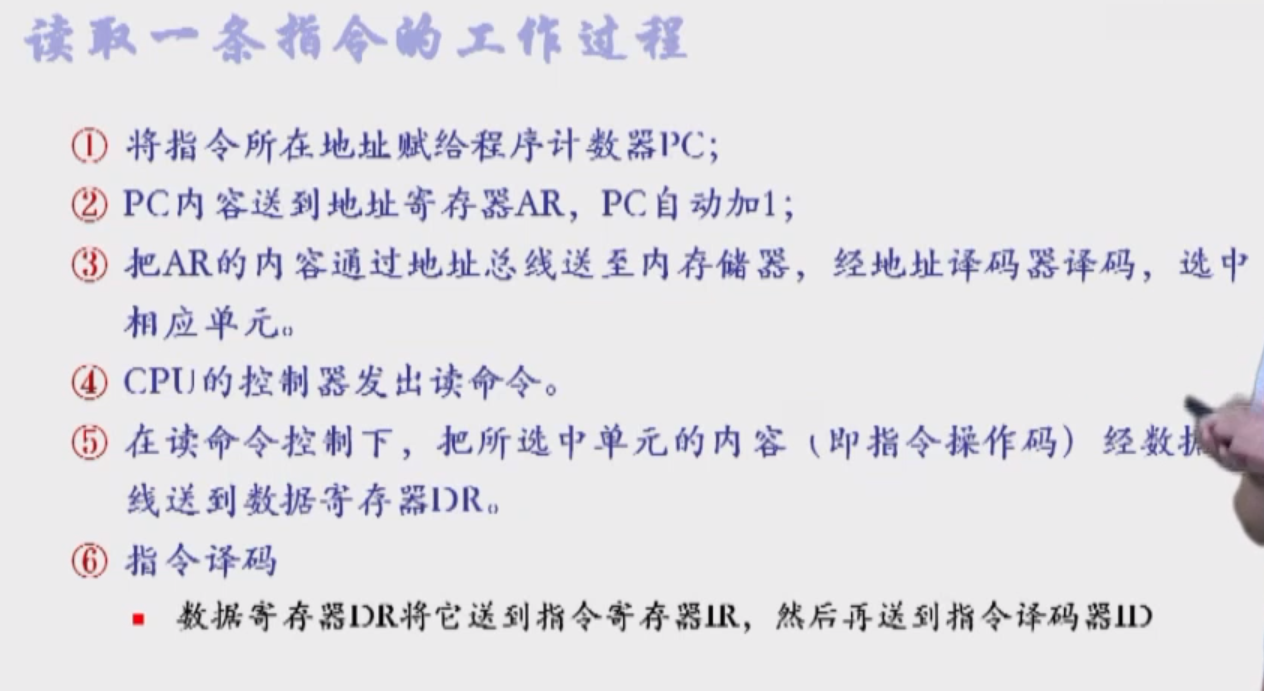 读取一条指令的工作过程
① 将指令所在地址赋给程序计数器PC;
② PC内容送到地址寄存器AR，PC自动加1;
③ 把AR的内容通过地址总线送至内存储器，经地址译码器译码，选中
相应单元。
④ CPU的控制器发出读命令。
⑤ 在读命令控制下，把所选中单元的内容（即指令操作码）经数据
线送到数据寄存器DR。
⑥ 指令译码
▪ 数据寄存器DR将它送到指令寄存器IR，然后再送到指令译码器ID